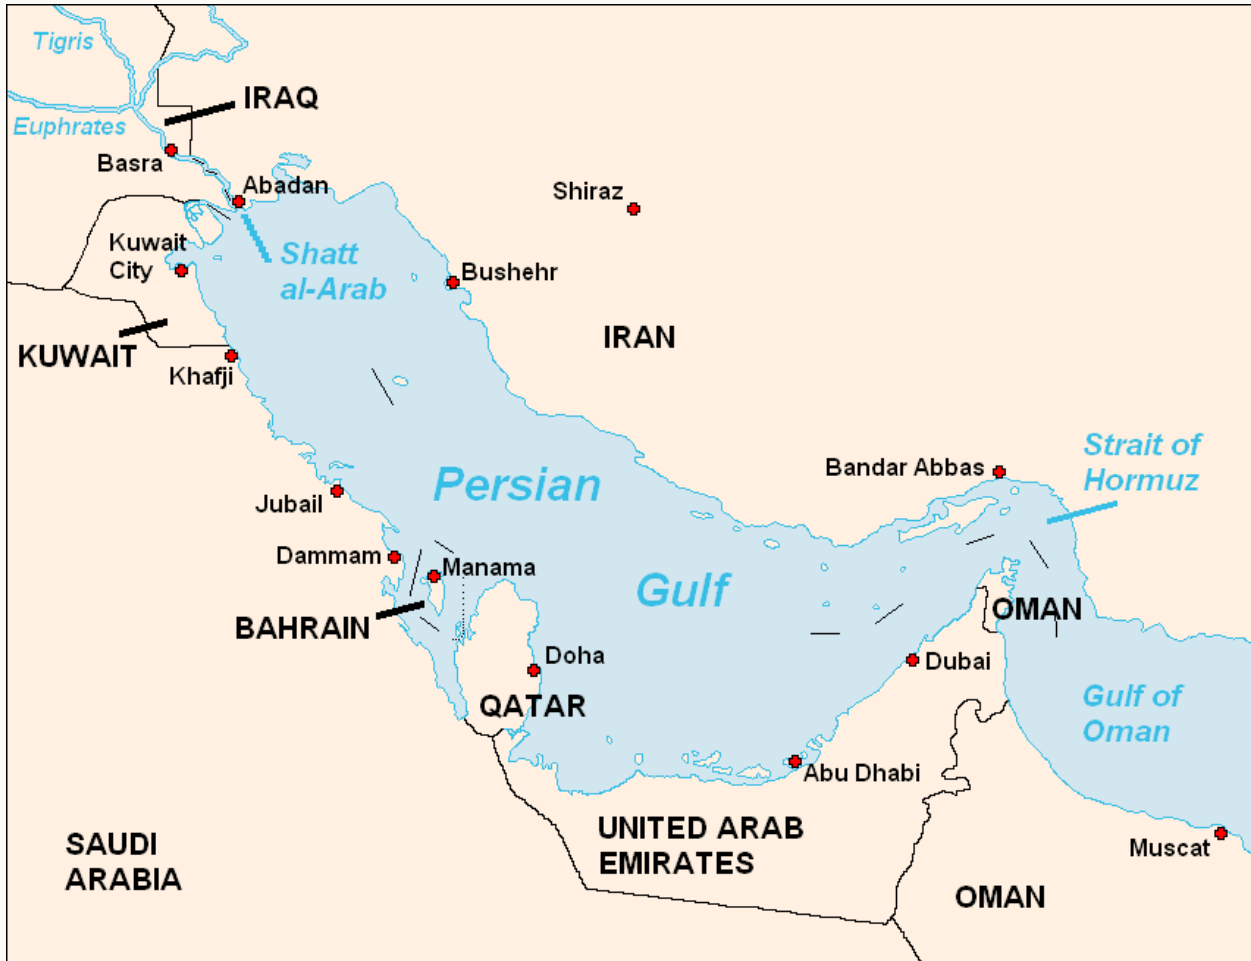 Tigris
IRAQ
Euphrates
Basra
Abadan
Shiraz
Kuwait
City
Shatt
al-Arab
Bushehr
IRAN
KUWAIT
Khafji
Strait of
Hormuz
Bandar Abbas
Persian
Jubail
Dammam
Manama
Gulf
OMAN
BAHRAIN
Doha
Dubai
QATAR
Gulf of
Oman
Abu Dhabi
UNITED ARAB
EMIRATES
SAUDI
ARABIA
Muscat
OMAN